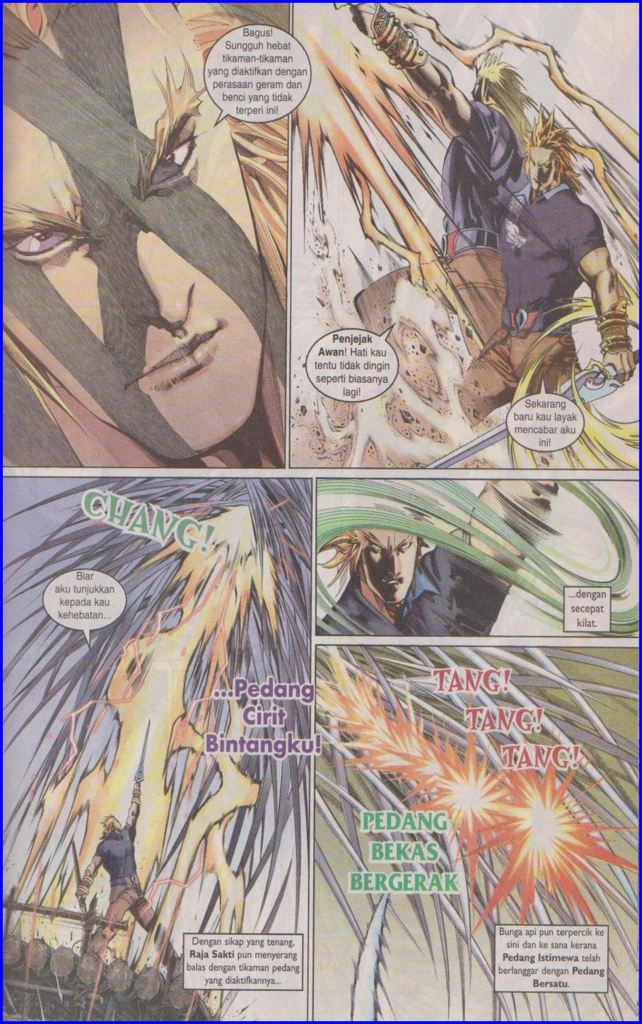 Bagus!
Sungguh hebat
tikaman-tikaman
yang diaktifkan dengan
perasaan geram dan
benci yang tidak
terperi ini!
Penjejak
Awan! Hati kau
tentu tidak dingin
seperti biasanya
lagi!
Sekarang
baru kau layak
mencabar aku
ini!
CHANG!
Biar
aku tunjukkan
kepada kau
kehebatan...
...Pedang
Cirit
Bintangku!
Dengan sikap yang tenang,
Raja Sakti pun menyerang
balas dengan tikaman pedang
yang diaktifkannya...
...dengan
secepat
kilat.
TANG!
TANG!
TANG!
PEDANG
BEKAS
BERGERAK
Bunga api pun terpercik ke
sini dan ke sana kerana
Pedang Istimewa telah
berlanggar dengan Pedang
Bersatu.